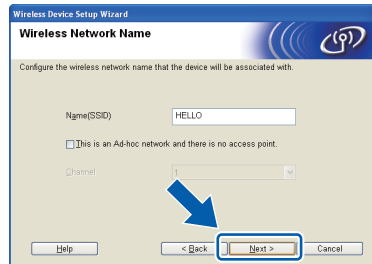 Wireless Device Setup Wizard
Wireless Network Name
Configure the wireless network name that the device will be associated with.
Name(SSID) HELLO
This is an Ad-hoc network and there is no access point.
Channel 1
Help < Back Next > Cancel